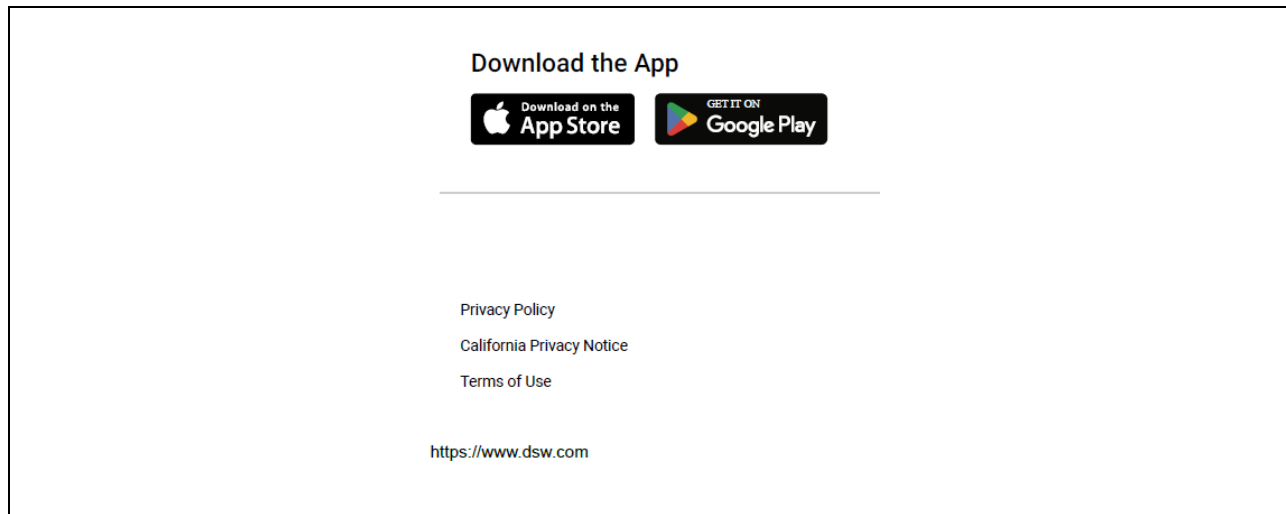 Download the App
Download on the
App Store
GET IT ON
Google Play
Privacy Policy
California Privacy Notice
Terms of Use
https://www.dsw.com